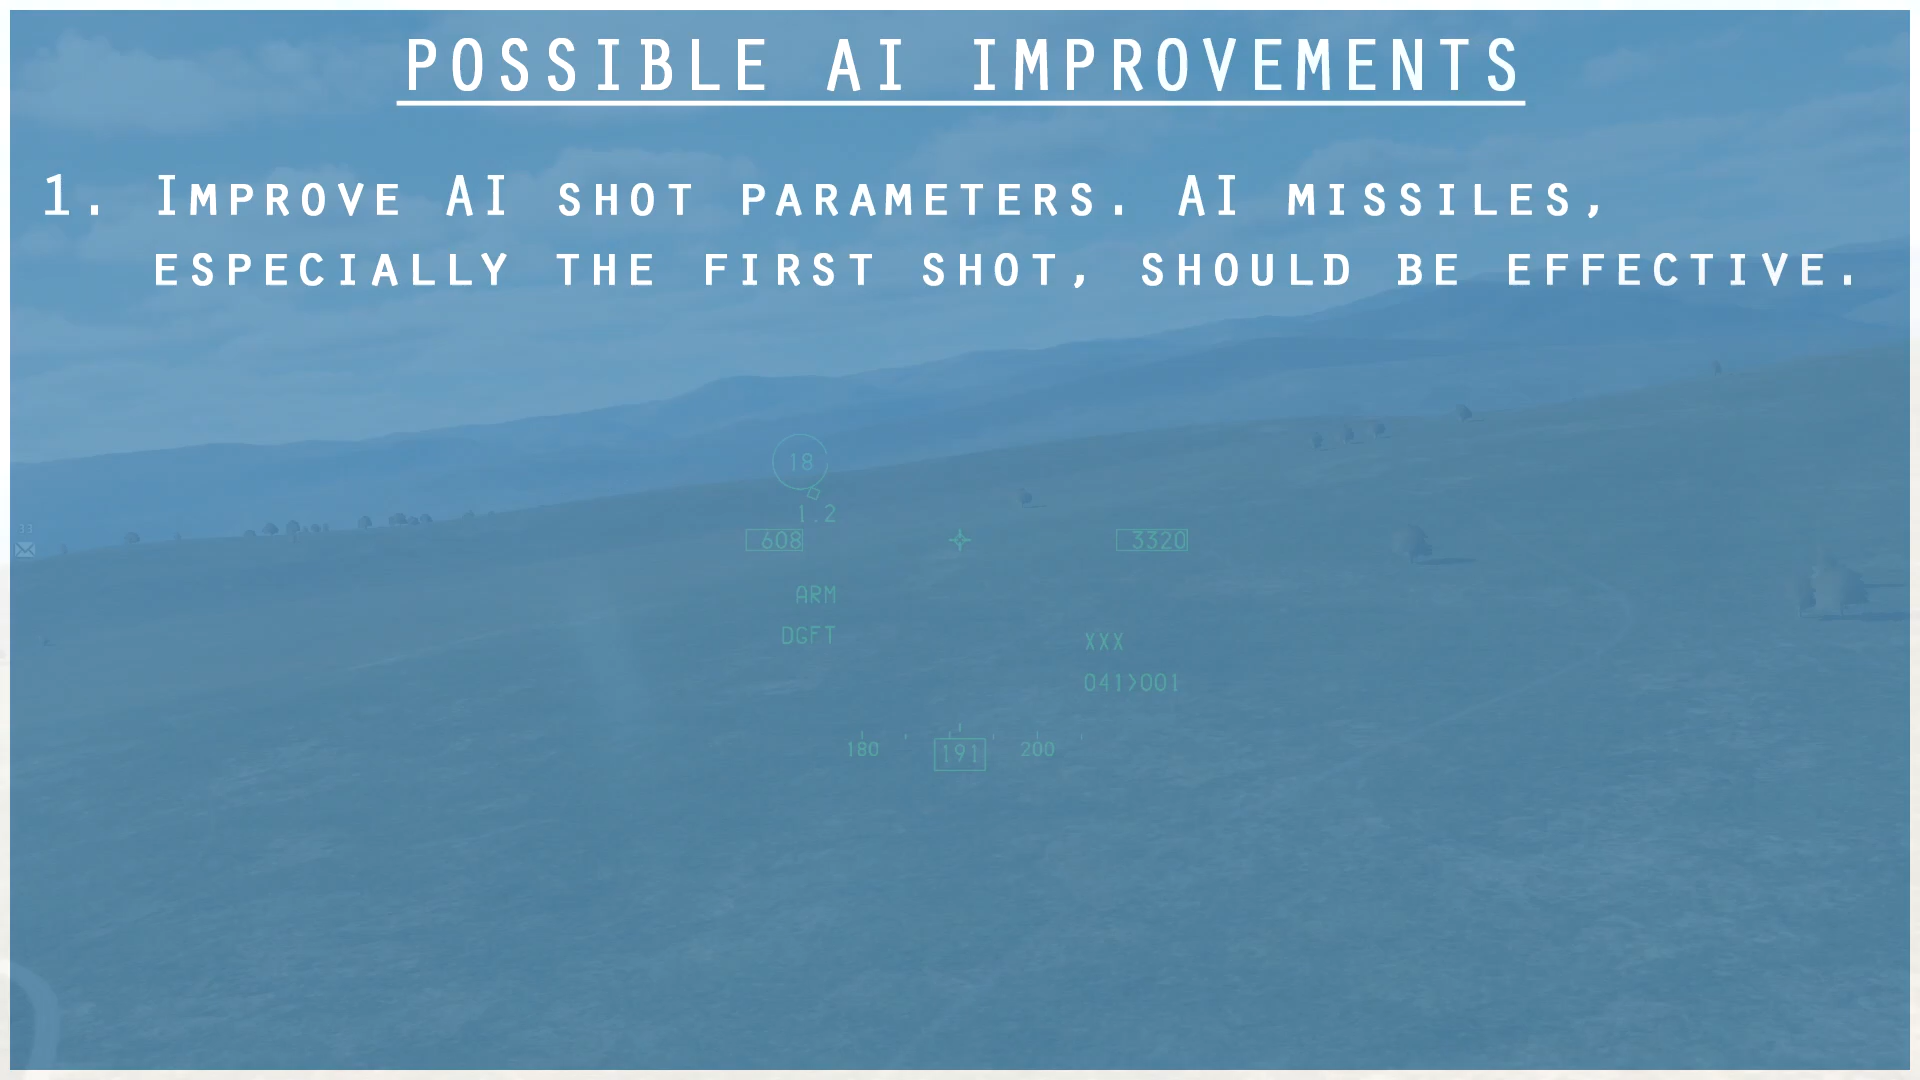 POSSIBLE AI IMPROVEMENTS
1. IMPROVE AI SHOT PARAMETERS. AI MISSILES,
ESPECIALLY THE FIRST SHOT, SHOULD BE EFFECTIVE.
18
1.2
33
608
3320
ARM
DGFT
XXX
041>001
180
191
200